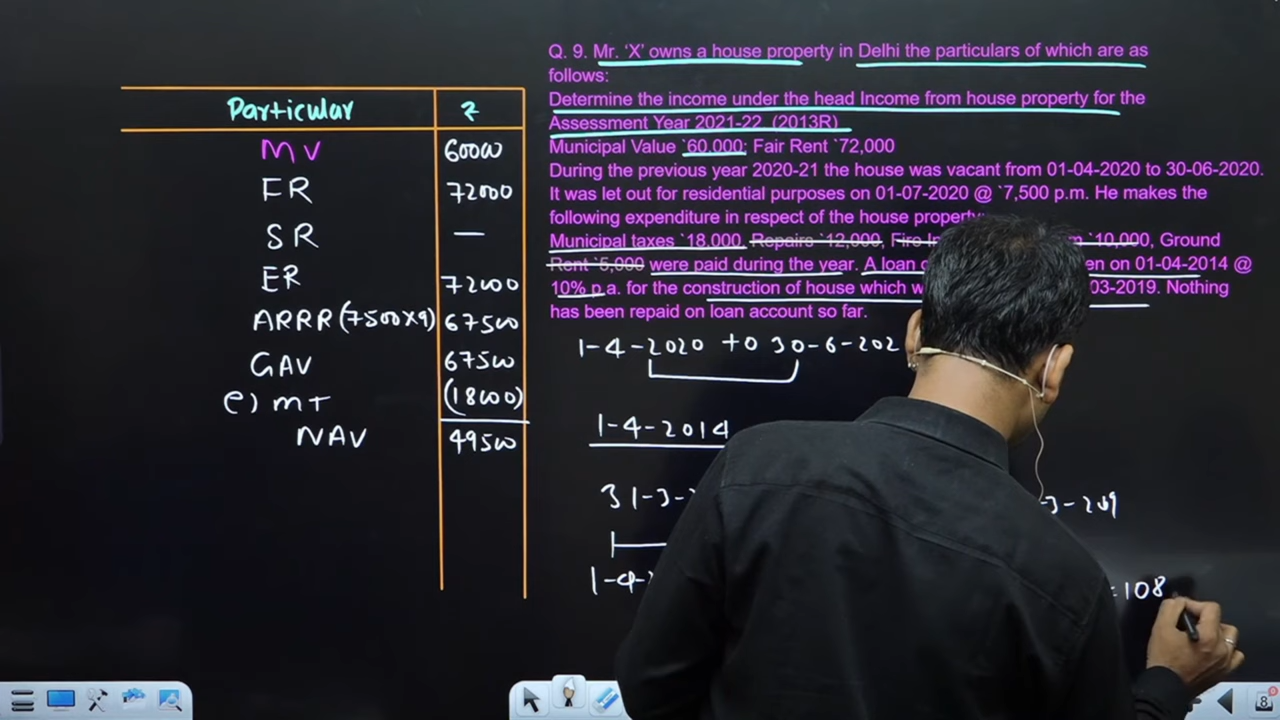 Q. 9. Mr. ‘X’ owns a house property in Delhi the particulars of which are as
follows:
Determine the income under the head Income from house property for the
Assessment Year 2021-22 (2013R)
Municipal Value `60,000; Fair Rent `72,000
During the previous year 2020-21 the house was vacant from 01-04-2020 to 30-06-2020.
It was let out for residential purposes on 01-07-2020 @ `7,500 p.m. He makes the
following expenditure in respect of the house property
Municipal taxes `18,000, Repairs `12,000, `10,000, Ground
Rent `5,000 were paid during the year. A loan on 01-04-2014 @
10% p.a. for the construction of house which 03-2019. Nothing
has been repaid on loan account so far.
Particular ₹
MV 60000
FR 72000
SR —
ER 72000
ARRR (7500×9) 67500
GAV 67500
(-) MT (18000)
NAV 49500
1-4-2020 to 30-6-202
1-4-2014
31-3- -3-2019
1-4- =108
8